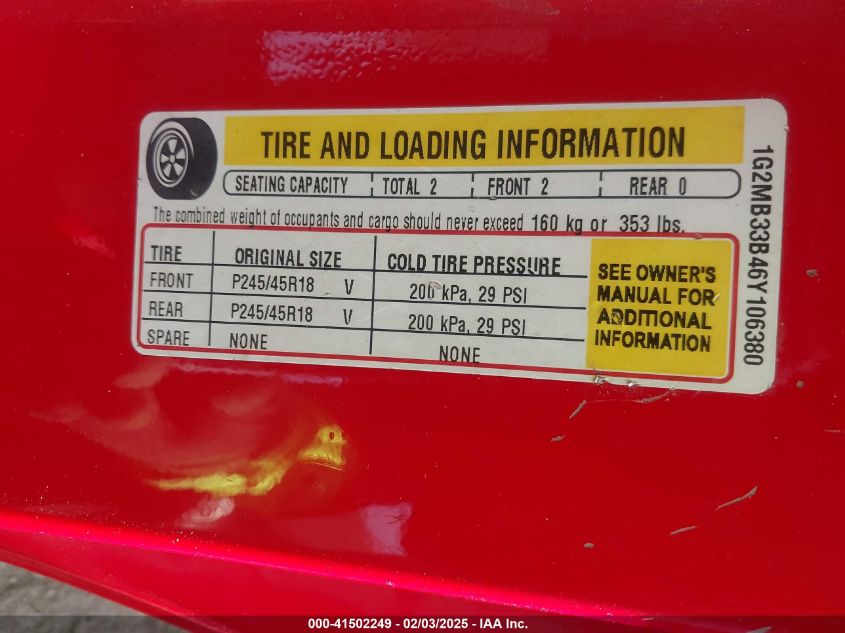 TIRE AND LOADING INFORMATION
SEATING CAPACITY TOTAL 2 FRONT 2 REAR 0
The combined weight of occupants and cargo should never exceed 160 kg or 353 lbs.
TIRE ORIGINAL SIZE COLD TIRE PRESSURE
FRONT P245/45R18 V 200 kPa, 29 PSI
REAR P245/45R18 V 200 kPa, 29 PSI
SPARE NONE NONE
SEE OWNER'S
MANUAL FOR
ADDITIONAL
INFORMATION
1G2MB33B46Y106380
000-41502249 - 02/03/2025 - IAA Inc.